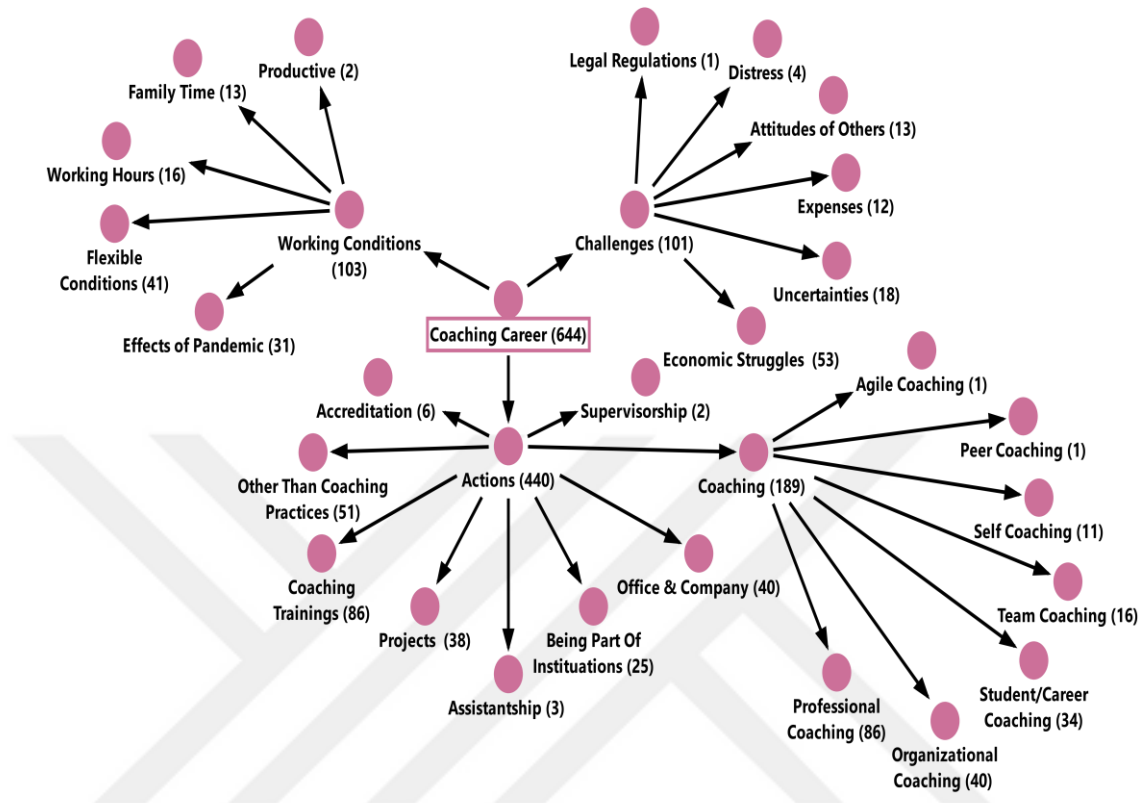 Productive (2)
Family Time (13)
Working Hours (16)
Flexible
Conditions (41)
Working Conditions
(103)
Effects of Pandemic (31)
Legal Regulations (1)
Distress (4)
Attitudes of Others (13)
Expenses (12)
Challenges (101)
Uncertainties (18)
Economic Struggles (53)
Coaching Career (644)
Accreditation (6)
Supervisorship (2)
Other Than Coaching
Practices (51)
Actions (440)
Coaching
Trainings (86)
Projects (38)
Assistantship (3)
Being Part Of
Instituations (25)
Office & Company (40)
Coaching (189)
Agile Coaching (1)
Peer Coaching (1)
Self Coaching (11)
Team Coaching (16)
Student/Career
Coaching (34)
Professional
Coaching (86)
Organizational
Coaching (40)